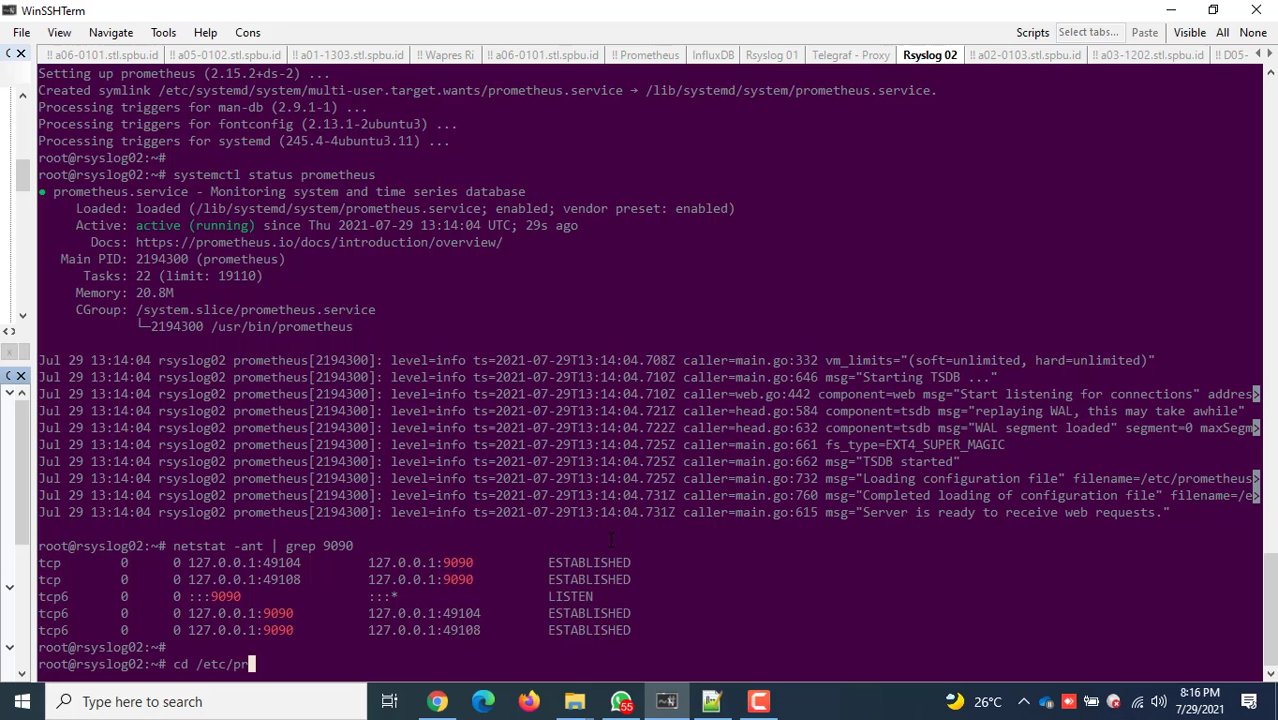 WinSSHTerm
File View Navigate Tools Help Cons Scripts Select tabs... Paste Visible All None
!! a06-0101.stl.spbu.id !! a05-0102.stl.spbu.id !! a01-1303.stl.spbu.id !! Wapres Ri !! a06-0101.stl.spbu.id !! Prometheus InfluxDB Rsyslog 01 Telegraf - Proxy Rsyslog 02 !! a02-0103.stl.spbu.id !! a03-1202.stl.spbu.id !! D05-
Setting up prometheus (2.15.2+ds-2) ...
Created symlink /etc/systemd/system/multi-user.target.wants/prometheus.service → /lib/systemd/system/prometheus.service.
Processing triggers for man-db (2.9.1-1) ...
Processing triggers for fontconfig (2.13.1-2ubuntu3) ...
Processing triggers for systemd (245.4-4ubuntu3.11) ...
root@rsyslog02:~#
root@rsyslog02:~# systemctl status prometheus
● prometheus.service - Monitoring system and time series database
Loaded: loaded (/lib/systemd/system/prometheus.service; enabled; vendor preset: enabled)
Active: active (running) since Thu 2021-07-29 13:14:04 UTC; 29s ago
Docs: https://prometheus.io/docs/introduction/overview/
Main PID: 2194300 (prometheus)
Tasks: 22 (limit: 19110)
Memory: 20.8M
CGroup: /system.slice/prometheus.service
└─2194300 /usr/bin/prometheus
Jul 29 13:14:04 rsyslog02 prometheus[2194300]: level=info ts=2021-07-29T13:14:04.708Z caller=main.go:332 vm_limits="(soft=unlimited, hard=unlimited)"
Jul 29 13:14:04 rsyslog02 prometheus[2194300]: level=info ts=2021-07-29T13:14:04.710Z caller=main.go:646 msg="Starting TSDB ..."
Jul 29 13:14:04 rsyslog02 prometheus[2194300]: level=info ts=2021-07-29T13:14:04.710Z caller=web.go:442 component=web msg="Start listening for connections" addres>
Jul 29 13:14:04 rsyslog02 prometheus[2194300]: level=info ts=2021-07-29T13:14:04.721Z caller=head.go:584 component=tsdb msg="replaying WAL, this may take awhile"
Jul 29 13:14:04 rsyslog02 prometheus[2194300]: level=info ts=2021-07-29T13:14:04.722Z caller=head.go:632 component=tsdb msg="WAL segment loaded" segment=0 maxSegm>
Jul 29 13:14:04 rsyslog02 prometheus[2194300]: level=info ts=2021-07-29T13:14:04.725Z caller=main.go:661 fs_type=EXT4_SUPER_MAGIC
Jul 29 13:14:04 rsyslog02 prometheus[2194300]: level=info ts=2021-07-29T13:14:04.725Z caller=main.go:662 msg="TSDB started"
Jul 29 13:14:04 rsyslog02 prometheus[2194300]: level=info ts=2021-07-29T13:14:04.725Z caller=main.go:732 msg="Loading configuration file" filename=/etc/prometheus>
Jul 29 13:14:04 rsyslog02 prometheus[2194300]: level=info ts=2021-07-29T13:14:04.731Z caller=main.go:760 msg="Completed loading of configuration file" filename=/e>
Jul 29 13:14:04 rsyslog02 prometheus[2194300]: level=info ts=2021-07-29T13:14:04.731Z caller=main.go:615 msg="Server is ready to receive web requests."
root@rsyslog02:~# netstat -ant | grep 9090
tcp 0 0 127.0.0.1:49104 127.0.0.1:9090 ESTABLISHED
tcp 0 0 127.0.0.1:49108 127.0.0.1:9090 ESTABLISHED
tcp6 0 0 :::9090 :::* LISTEN
tcp6 0 0 127.0.0.1:9090 127.0.0.1:49104 ESTABLISHED
tcp6 0 0 127.0.0.1:9090 127.0.0.1:49108 ESTABLISHED
root@rsyslog02:~#
root@rsyslog02:~# cd /etc/pr
Type here to search
55
26°C
8:16 PM
7/29/2021